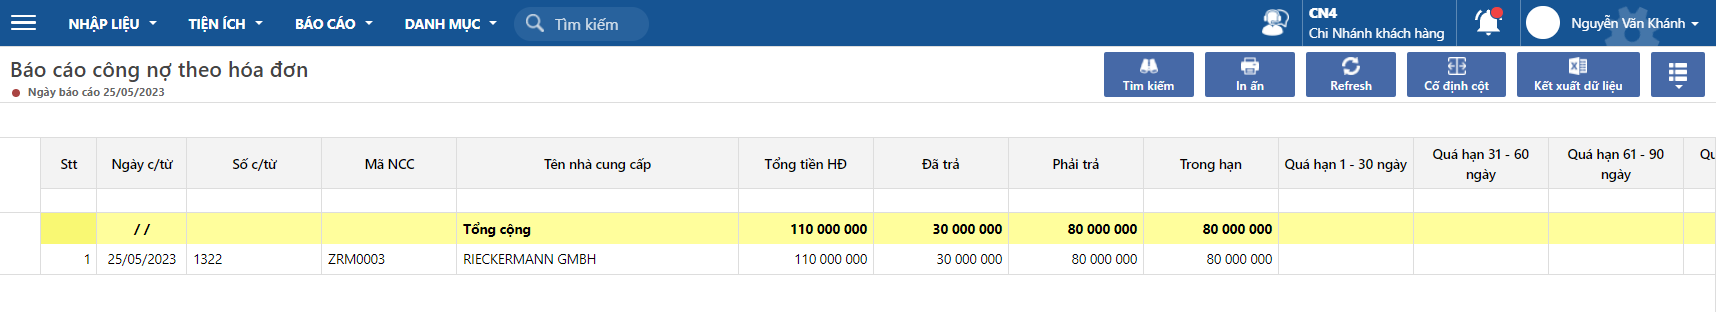 NHẬP LIỆU TIỆN ÍCH BÁO CÁO DANH MỤC Tìm kiếm CN4 Nguyễn Văn Khánh
Chi Nhánh khách hàng
Báo cáo công nợ theo hóa đơn
Ngày báo cáo 25/05/2023
Tìm kiếm In ấn Refresh Cố định cột Kết xuất dữ liệu
Stt Ngày c/từ Số c/từ Mã NCC Tên nhà cung cấp Tổng tiền HĐ Đã trả Phải trả Trong hạn Quá hạn 1 - 30 ngày Quá hạn 31 - 60 ngày Quá hạn 61 - 90 ngày Qu
/ / Tổng cộng 110 000 000 30 000 000 80 000 000 80 000 000
1 25/05/2023 1322 ZRM0003 RIECKERMANN GMBH 110 000 000 30 000 000 80 000 000 80 000 000